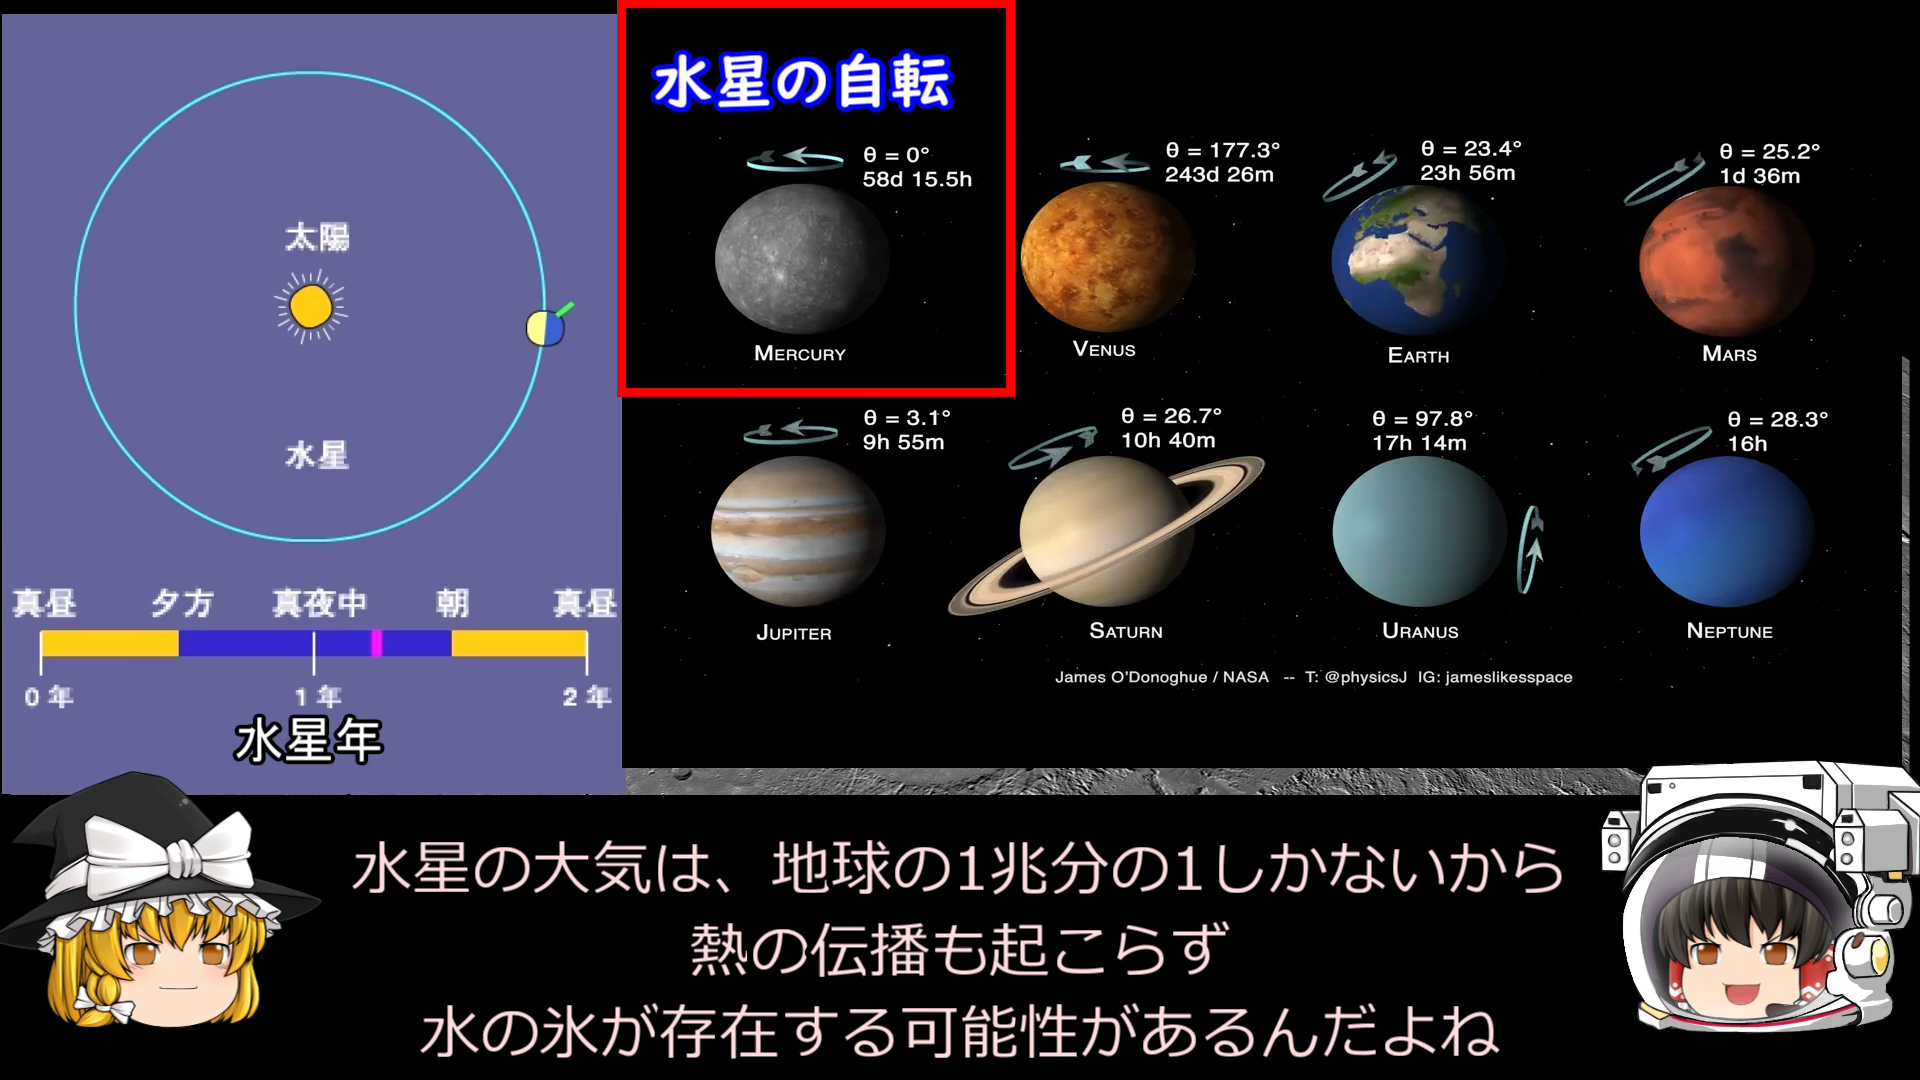 太陽
水星
真昼 夕方 真夜中 朝 真昼
0年 1年 2年
水星年
水星の自転
θ = 0°
58d 15.5h
MERCURY
θ = 177.3°
243d 26m
VENUS
θ = 23.4°
23h 56m
EARTH
θ = 25.2°
1d 36m
MARS
θ = 3.1°
9h 55m
JUPITER
θ = 26.7°
10h 40m
SATURN
θ = 97.8°
17h 14m
URANUS
θ = 28.3°
16h
NEPTUNE
James O'Donoghue / NASA -- T: @physicsJ IG: jameslikesspace
水星の大気は、地球の1兆分の1しかないから
熱の伝播も起こらず
水の氷が存在する可能性があるんだよね